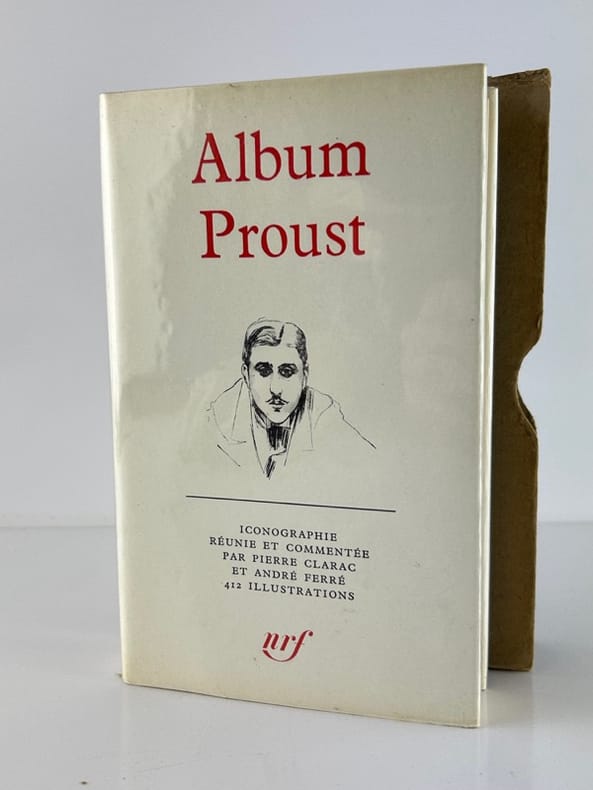 Album
Proust
ICONOGRAPHIE
RÉUNIE ET COMMENTÉE
PAR PIERRE CLARAC
ET ANDRÉ FERRÉ
412 ILLUSTRATIONS
nrf